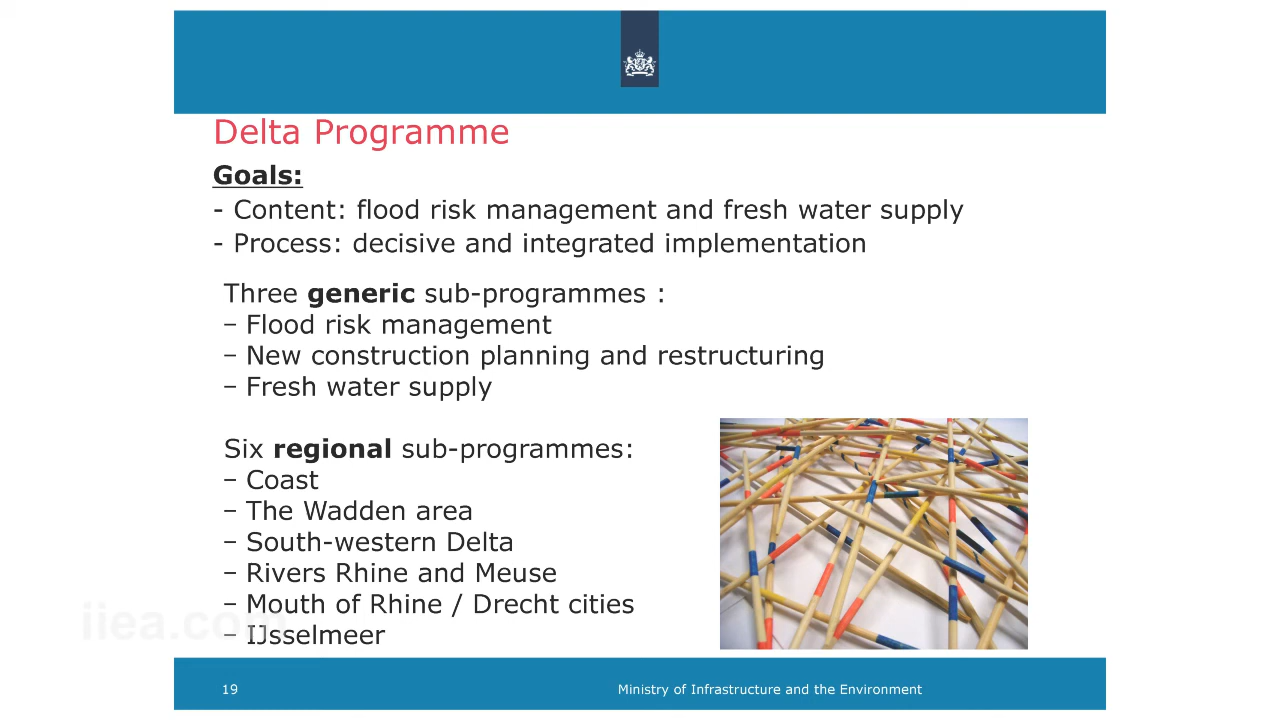 Delta Programme
Goals:
- Content: flood risk management and fresh water supply
- Process: decisive and integrated implementation
Three generic sub-programmes :
– Flood risk management
– New construction planning and restructuring
– Fresh water supply
Six regional sub-programmes:
– Coast
– The Wadden area
– South-western Delta
– Rivers Rhine and Meuse
– Mouth of Rhine / Drecht cities
– IJsselmeer
iiea.com
19
Ministry of Infrastructure and the Environment